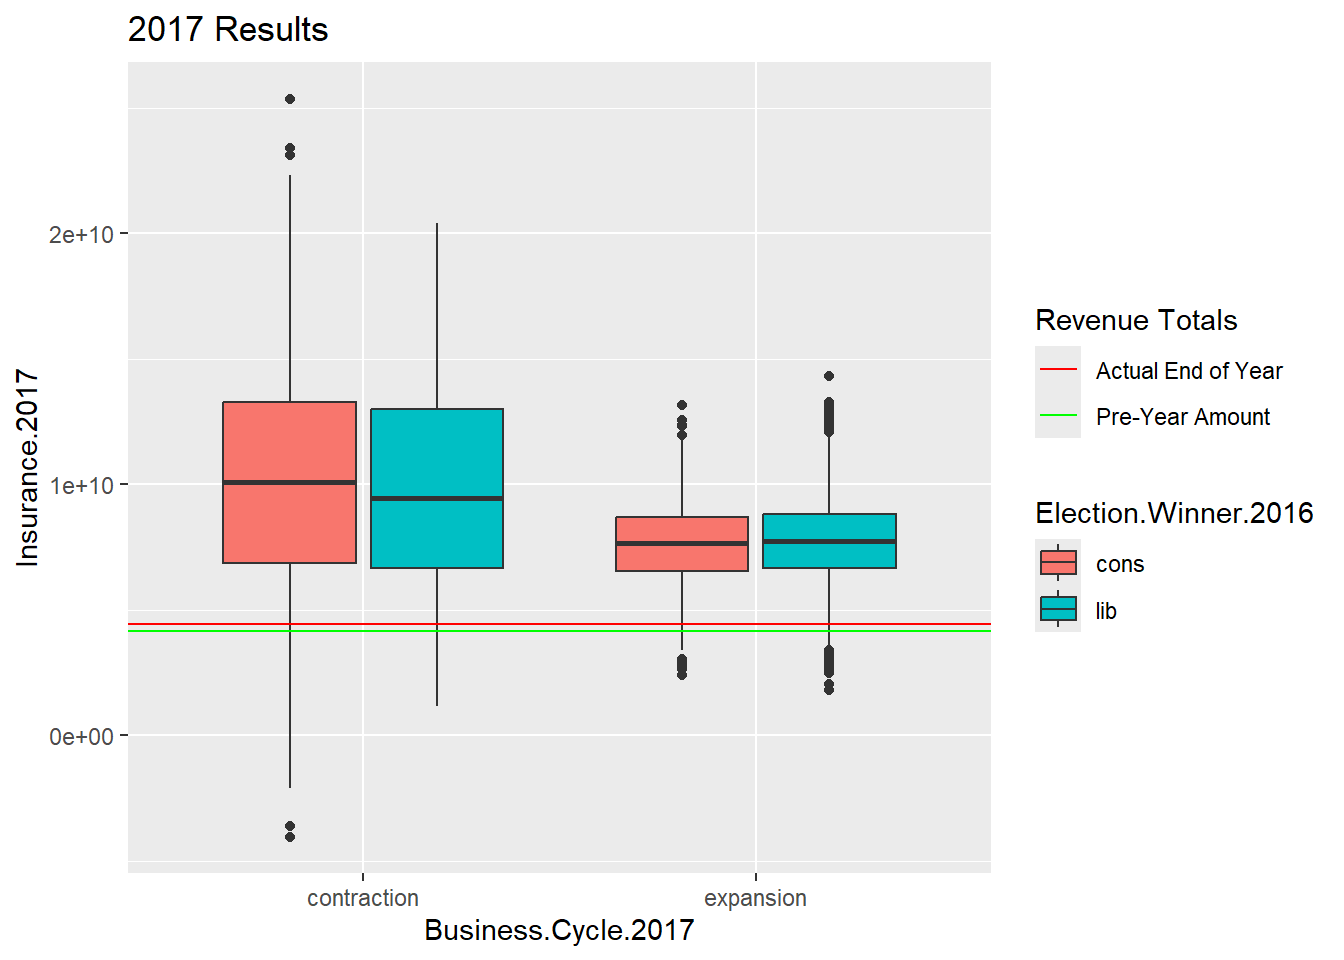 2017 Results
Insurance.2017
2e+10
1e+10
0e+00
contraction
expansion
Business.Cycle.2017
Revenue Totals
Actual End of Year
Pre-Year Amount
Election.Winner.2016
cons
lib